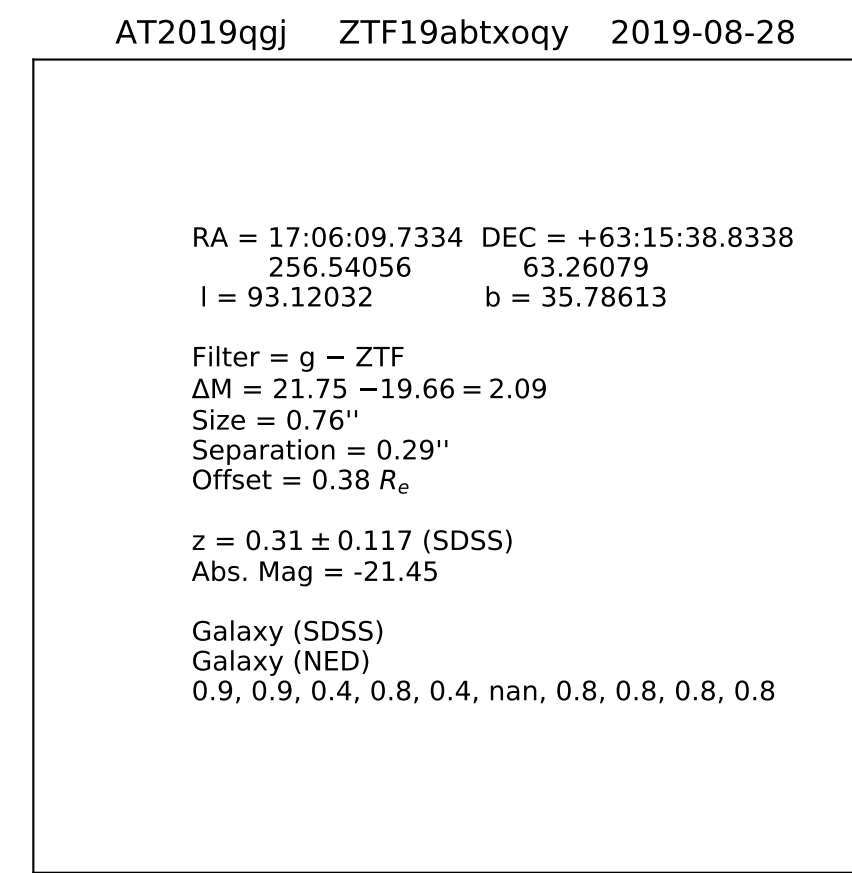 AT2019qgj ZTF19abtxoqy 2019-08-28
RA = 17:06:09.7334 DEC = +63:15:38.8338
256.54056 63.26079
l = 93.12032 b = 35.78613
Filter = g − ZTF
ΔM = 21.75 −19.66 = 2.09
Size = 0.76''
Separation = 0.29''
Offset = 0.38 Rₑ
z = 0.31 ± 0.117 (SDSS)
Abs. Mag = -21.45
Galaxy (SDSS)
Galaxy (NED)
0.9, 0.9, 0.4, 0.8, 0.4, nan, 0.8, 0.8, 0.8, 0.8